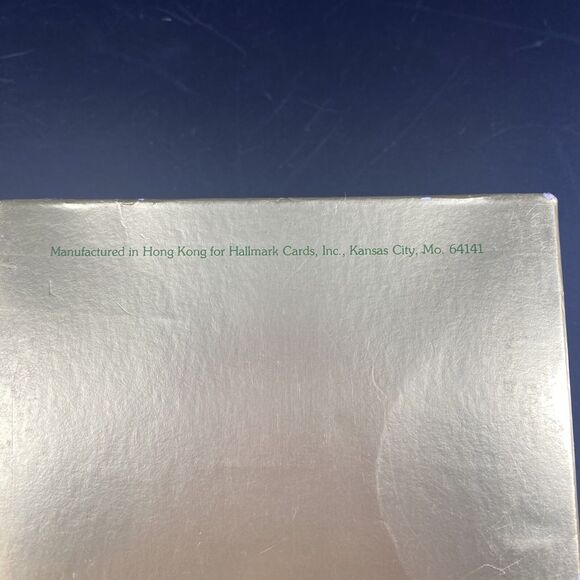 Manufactured in Hong Kong for Hallmark Cards, Inc., Kansas City, Mo. 64141